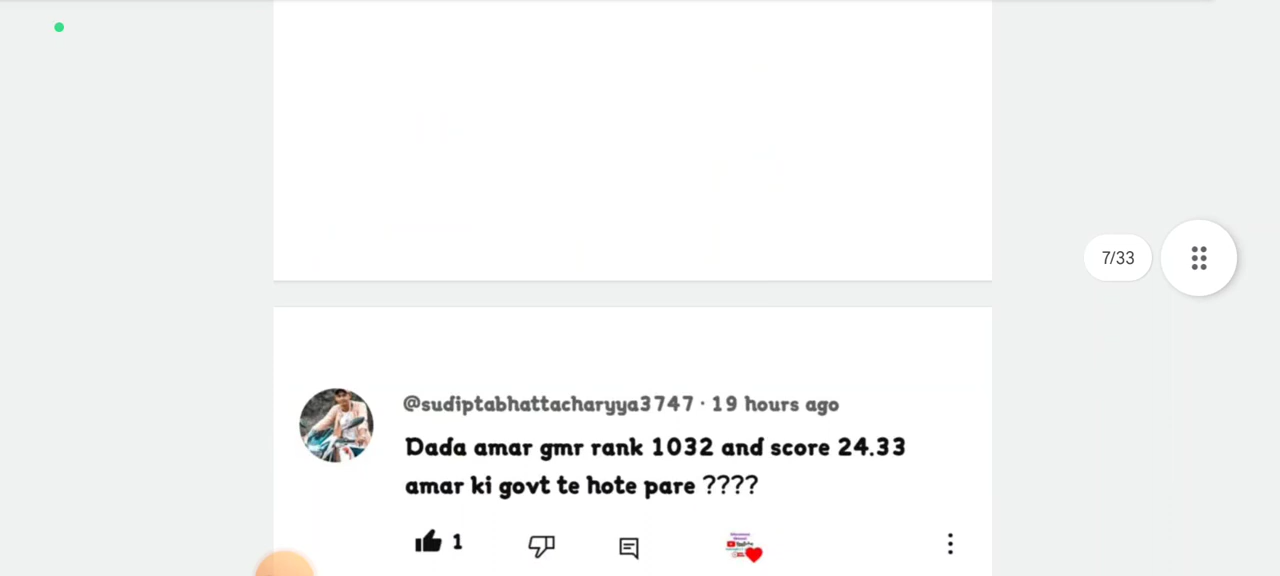 7/33
@sudiptabhattacharyya3747 · 19 hours ago
Dada amar gmr rank 1032 and score 24.33
amar ki govt te hote pare ????
1